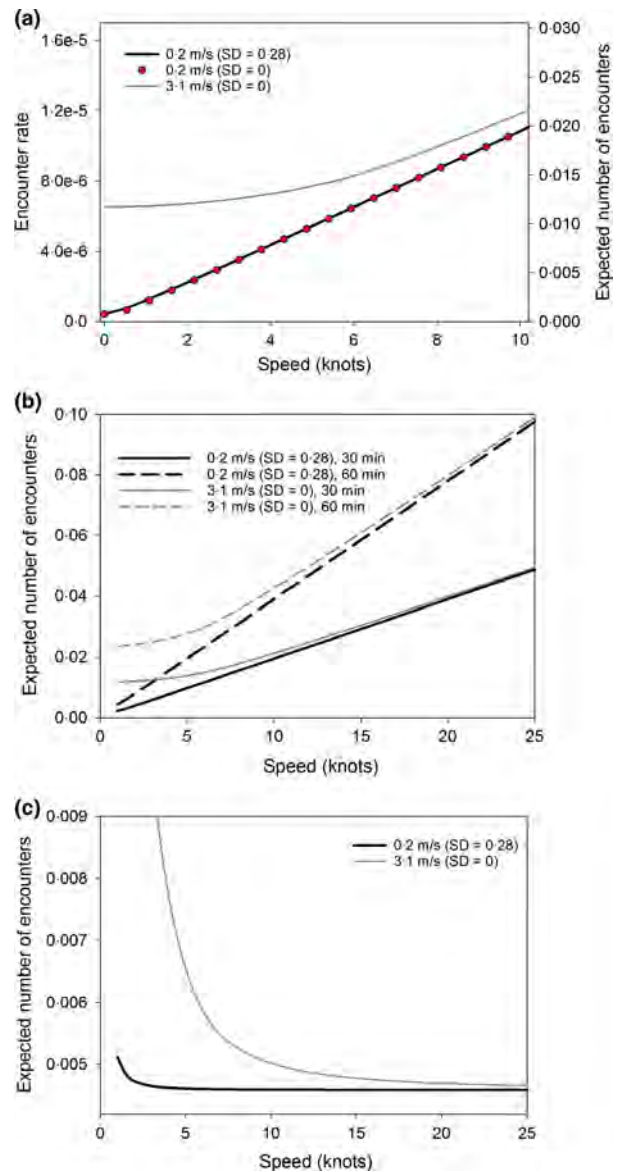 (a)
1·6e-5
1·2e-5
8·0e-6
4·0e-6
0·0
Encounter rate
0·2 m/s (SD = 0·28)
0·2 m/s (SD = 0)
3·1 m/s (SD = 0)
0·030
0·025
0·020
0·015
0·010
0·005
0·000
Expected number of encounters
0 2 4 6 8 10
Speed (knots)
(b)
0·10
0·08
0·06
0·04
0·02
0·00
Expected number of encounters
0·2 m/s (SD = 0·28), 30 min
0·2 m/s (SD = 0·28), 60 min
3·1 m/s (SD = 0), 30 min
3·1 m/s (SD = 0), 60 min
0 5 10 15 20 25
Speed (knots)
(c)
0·009
0·008
0·007
0·006
0·005
Expected number of encounters
0·2 m/s (SD = 0·28)
3·1 m/s (SD = 0)
0 5 10 15 20 25
Speed (knots)